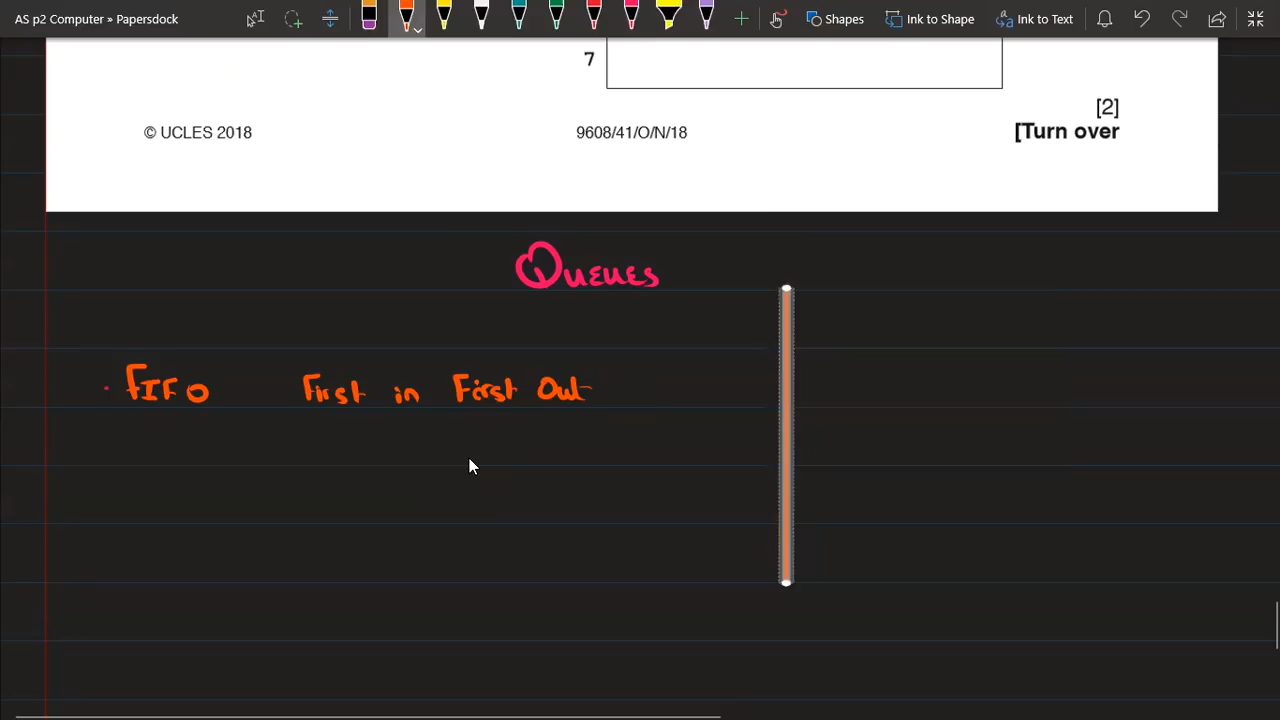 AS p2 Computer » Papersdock
Shapes
Ink to Shape
Ink to Text
7
[2]
© UCLES 2018
9608/41/O/N/18
[Turn over
Queues
· FIFO First in First Out